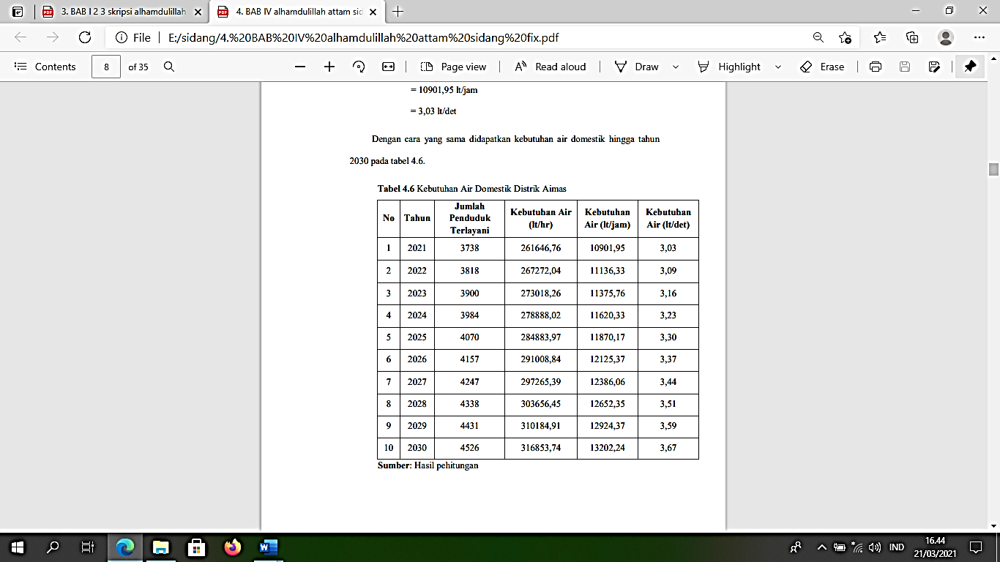 3. BAB I 2 3 skripsi alhamdulillah
4. BAB IV alhamdulillah attam sid
File
E:/sidang/4.%20BAB%20IV%20alhamdulillah%20attam%20sidang%20fix.pdf
Contents
8
of 35
Page view
Read aloud
Draw
Highlight
Erase
= 10901,95 lt/jam
= 3,03 lt/det
Dengan cara yang sama didapatkan kebutuhan air domestik hingga tahun
2030 pada tabel 4.6.
Tabel 4.6 Kebutuhan Air Domestik Distrik Aimas
No Tahun Jumlah Penduduk Terlayani Kebutuhan Air (lt/hr) Kebutuhan Air (lt/jam) Kebutuhan Air (lt/det)
1 2021 3738 261646,76 10901,95 3,03
2 2022 3818 267272,04 11136,33 3,09
3 2023 3900 273018,26 11375,76 3,16
4 2024 3984 278888,02 11620,33 3,23
5 2025 4070 284883,97 11870,17 3,30
6 2026 4157 291008,84 12125,37 3,37
7 2027 4247 297265,39 12386,06 3,44
8 2028 4338 303656,45 12652,35 3,51
9 2029 4431 310184,91 12924,37 3,59
10 2030 4526 316853,74 13202,24 3,67
Sumber: Hasil pehitungan
IND
16.44
21/03/2021